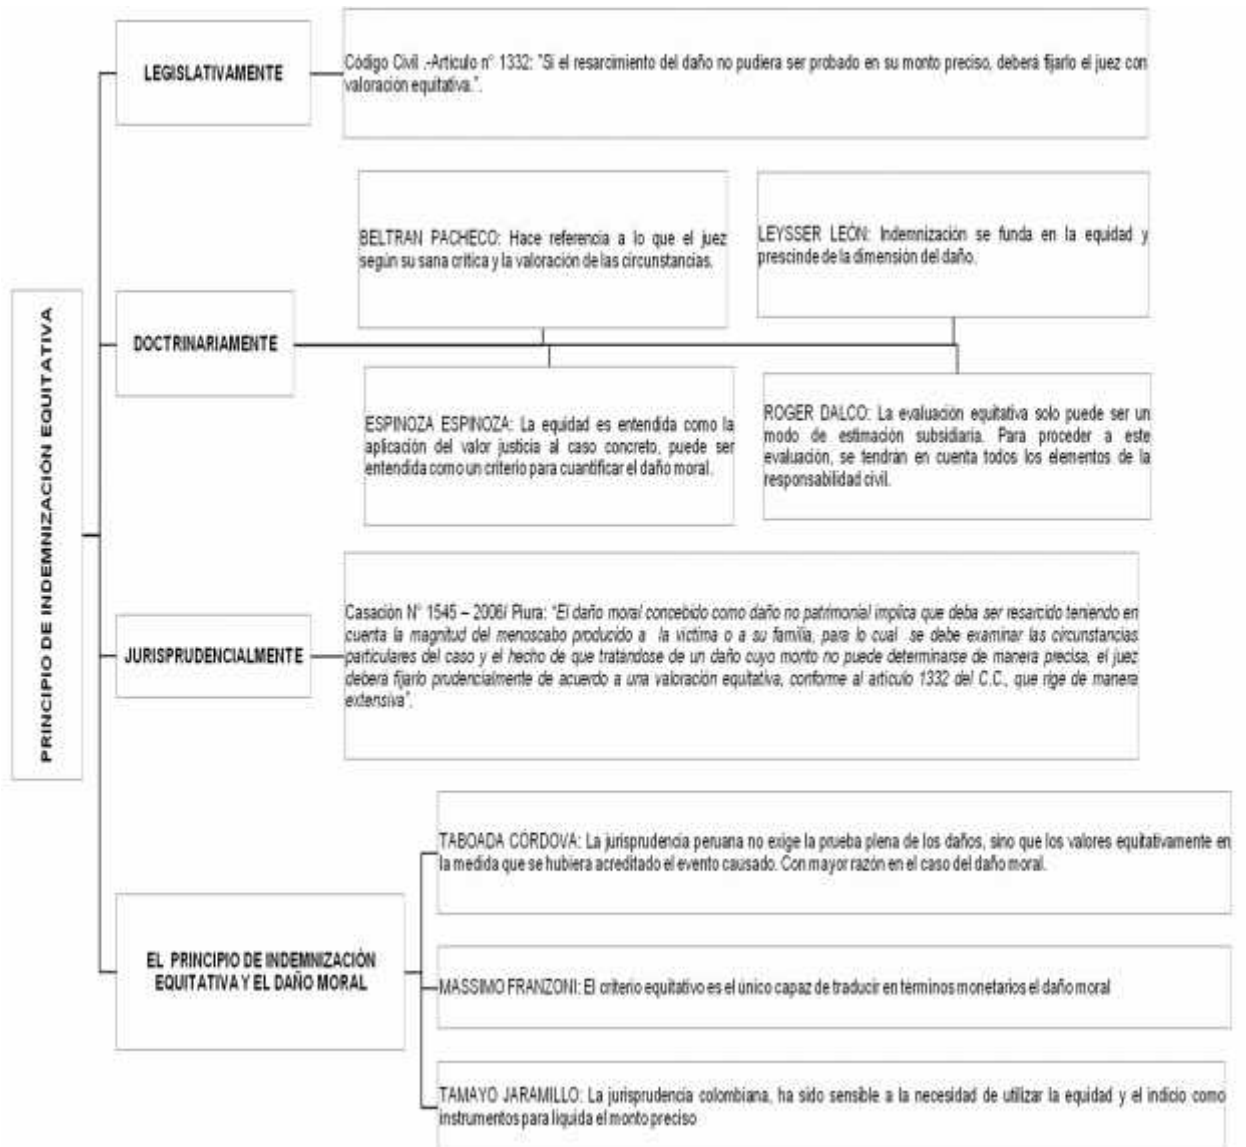 PRINCIPIO DE INDEMNIZACIÓN EQUITATIVA
LEGISLATIVAMENTE
Código Civil .-Artículo n° 1332: "Si el resarcimiento del daño no pudiera ser probado en su monto preciso, deberá fijarlo el juez con
valoración equitativa.".
DOCTRINARIAMENTE
BELTRAN PACHECO: Hace referencia a lo que el juez
según su sana crítica y la valoración de las circunstancias.
LEYSSER LEÓN: Indemnización se funda en la equidad y
prescinde de la dimensión del daño.
ESPINOZA ESPINOZA: La equidad es entendida como la
aplicación del valor justicia al caso concreto, puede ser
entendida como un criterio para cuantificar el daño moral.
ROGER DALCO: La evaluación equitativa solo puede ser un
modo de estimación subsidiaria. Para proceder a este
evaluación, se tendrán en cuenta todos los elementos de la
responsabilidad civil.
JURISPRUDENCIALMENTE
Casación N° 1545 – 2006/ Piura: "El daño moral concebido como daño no patrimonial implica que deba ser resarcido teniendo en
cuenta la magnitud del menoscabo producido a la victima o a su familia, para lo cual se debe examinar las circunstancias
particulares del caso y el hecho de que tratándose de un daño cuyo monto no puede determinarse de manera precisa, el juez
deberá fijarlo prudencialmente de acuerdo a una valoración equitativa, conforme al artículo 1332 del C.C., que rige de manera
extensiva".
EL PRINCIPIO DE INDEMNIZACIÓN
EQUITATIVA Y EL DAÑO MORAL
TABOADA CÓRDOVA: La jurisprudencia peruana no exige la prueba plena de los daños, sino que los valores equitativamente en
la medida que se hubiera acreditado el evento causado. Con mayor razón en el caso del daño moral.
MASSIMO FRANZONI: El criterio equitativo es el único capaz de traducir en términos monetarios el daño moral
TAMAYO JARAMILLO: La jurisprudencia colombiana, ha sido sensible a la necesidad de utilizar la equidad y el indicio como
instrumentos para liquida el monto preciso